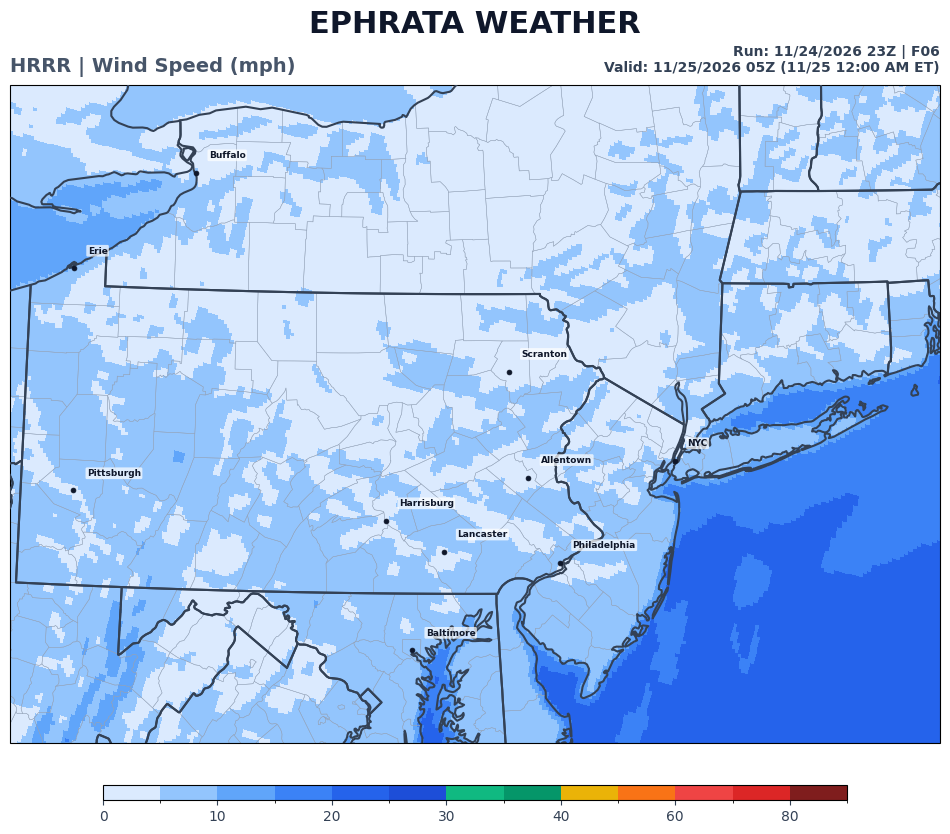 EPHRATA WEATHER
HRRR | Wind Speed (mph)
Run: 11/24/2026 23Z | F06
Valid: 11/25/2026 05Z (11/25 12:00 AM ET)
Buffalo
Erie
Scranton
NYC
Allentown
Pittsburgh
Harrisburg
Lancaster
Philadelphia
Baltimore
0 10 20 30 40 50 60 70 80